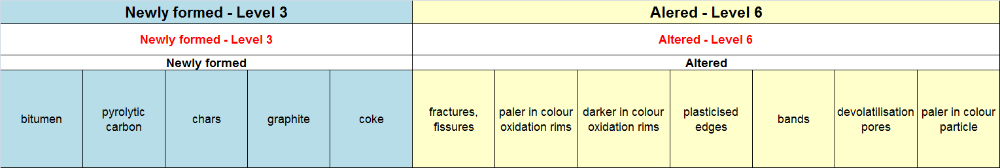 Newly formed - Level 3
Alered - Level 6
Newly formed - Level 3
Altered - Level 6
Newly formed
Altered
bitumen
pyrolytic
carbon
chars
graphite
coke
fractures,
fissures
paler in colour
oxidation rims
darker in colour
oxidation rims
plasticised
edges
bands
devolatilisation
pores
paler in colour
particle